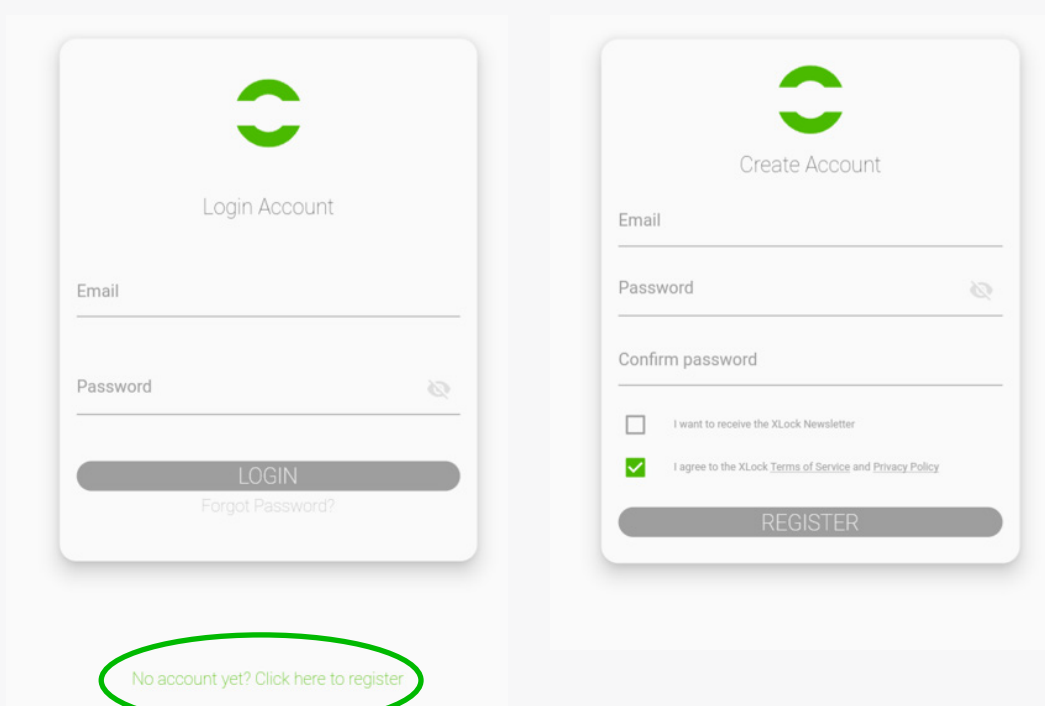 Login Account
Email
Password
LOGIN
Forgot Password?
No account yet? Click here to register
Create Account
Email
Password
Confirm password
I want to receive the XLock Newsletter
I agree to the XLock Terms of Service and Privacy Policy
REGISTER